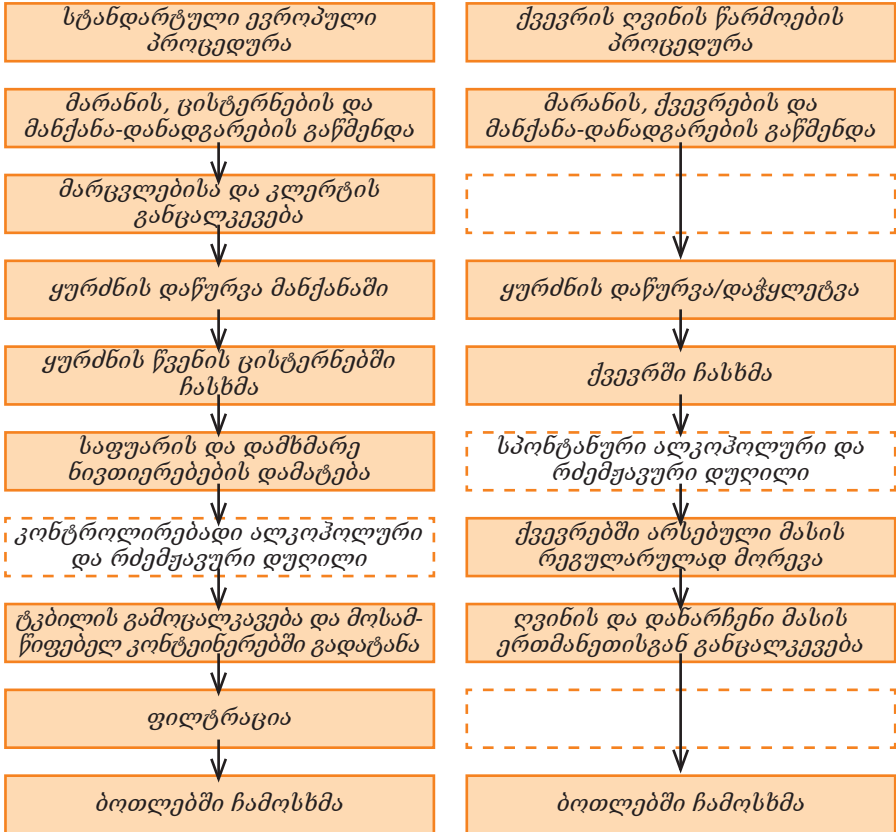 სტანდარტული ევროპული
პროცედურა
მარანის, ცისტერნების და
მანქანა-დანადგარების გაწმენდა
მარცვლებისა და კლერტის
განცალკევება
ყურძნის დაწურვა მანქანაში
ყურძნის წვენის ცისტერნებში
ჩასხმა
საფუარის და დამხმარე
ნივთიერებების დამატება
კონტროლირებადი ალკოჰოლური
და რძემჟავური დუღილი
ტკბილის გამოცალკავება და მოსამ-
წიფებელ კონტეინერებში გადატანა
ფილტრაცია
ბოთლებში ჩამოსხმა
ქვევრის ღვინის წარმოების
პროცედურა
მარანის, ქვევრების და
მანქანა-დანადგარების გაწმენდა
ყურძნის დაწურვა/დაჭყლეტვა
ქვევრში ჩასხმა
სპონტანური ალკოჰოლური და
რძემჟავური დუღილი
ქვევრებში არსებული მასის
რეგულარულად მორევა
ღვინის და დანარჩენი მასის
ერთმანეთისგან განცალკევება
ბოთლებში ჩამოსხმა